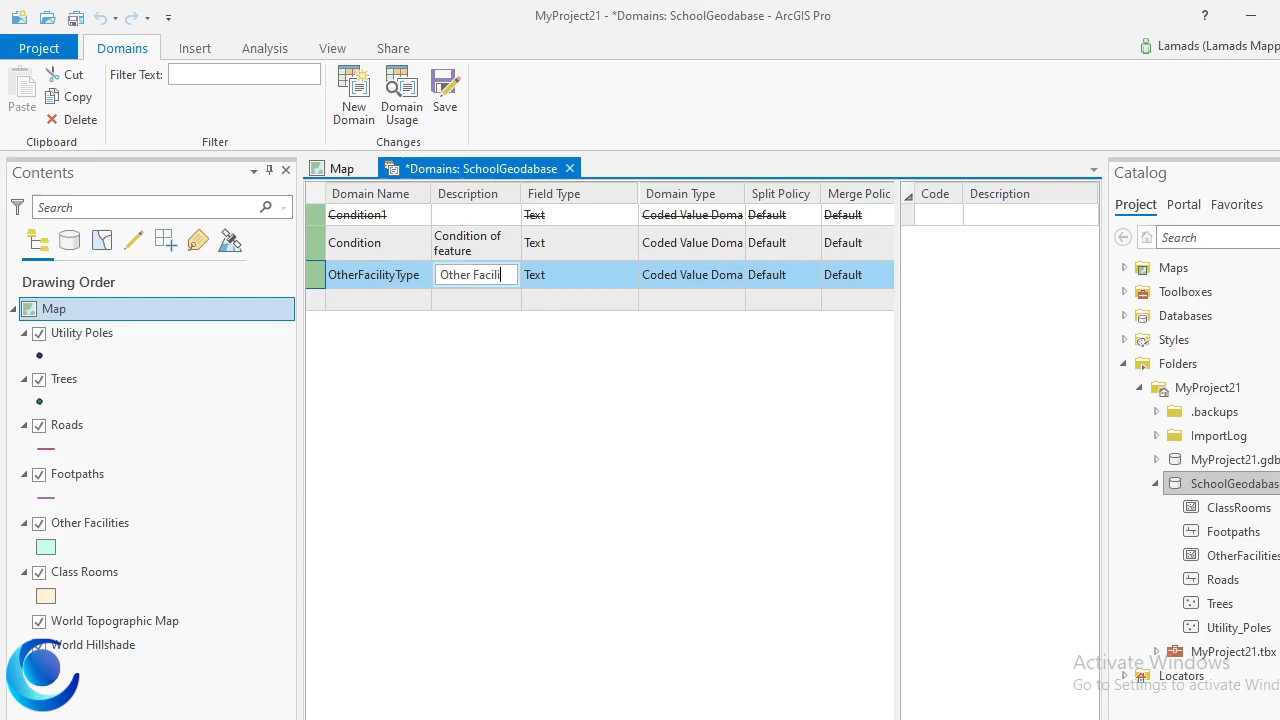 MyProject21 - *Domains: SchoolGeodabase - ArcGIS Pro
?
Project Domains Insert Analysis View Share
Lamads (Lamads Mapp
Paste
Cut
Copy
Delete
Clipboard
Filter Text:
Filter
New Domain
Domain Usage
Save
Changes
Contents
Search
Drawing Order
Map
Utility Poles
Trees
Roads
Footpaths
Other Facilities
Class Rooms
World Topographic Map
World Hillshade
Map
*Domains: SchoolGeodabase
Domain Name Description Field Type Domain Type Split Policy Merge Polic
Condition1 Text Coded Value Doma Default Default
Condition Condition of feature Text Coded Value Doma Default Default
OtherFacilityType Other Facili Text Coded Value Doma Default Default
Code Description
Catalog
Project Portal Favorites
Search
Maps
Toolboxes
Databases
Styles
Folders
MyProject21
.backups
ImportLog
MyProject21.gdb
SchoolGeodabas
ClassRooms
Footpaths
OtherFacilities
Roads
Trees
Utility_Poles
MyProject21.tbx
Locators
Activate Windows
Go to Settings to activate Wind